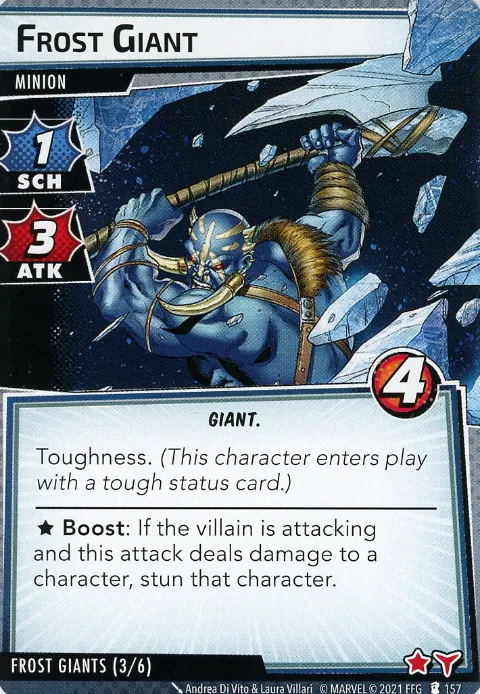 FROST GIANT
MINION
1
SCH
3
ATK
4
GIANT.
Toughness. (This character enters play
with a tough status card.)
★ Boost: If the villain is attacking
and this attack deals damage to a
character, stun that character.
FROST GIANTS (3/6)
Andrea Di Vito & Laura Villari © MARVEL © 2021 FFG 157